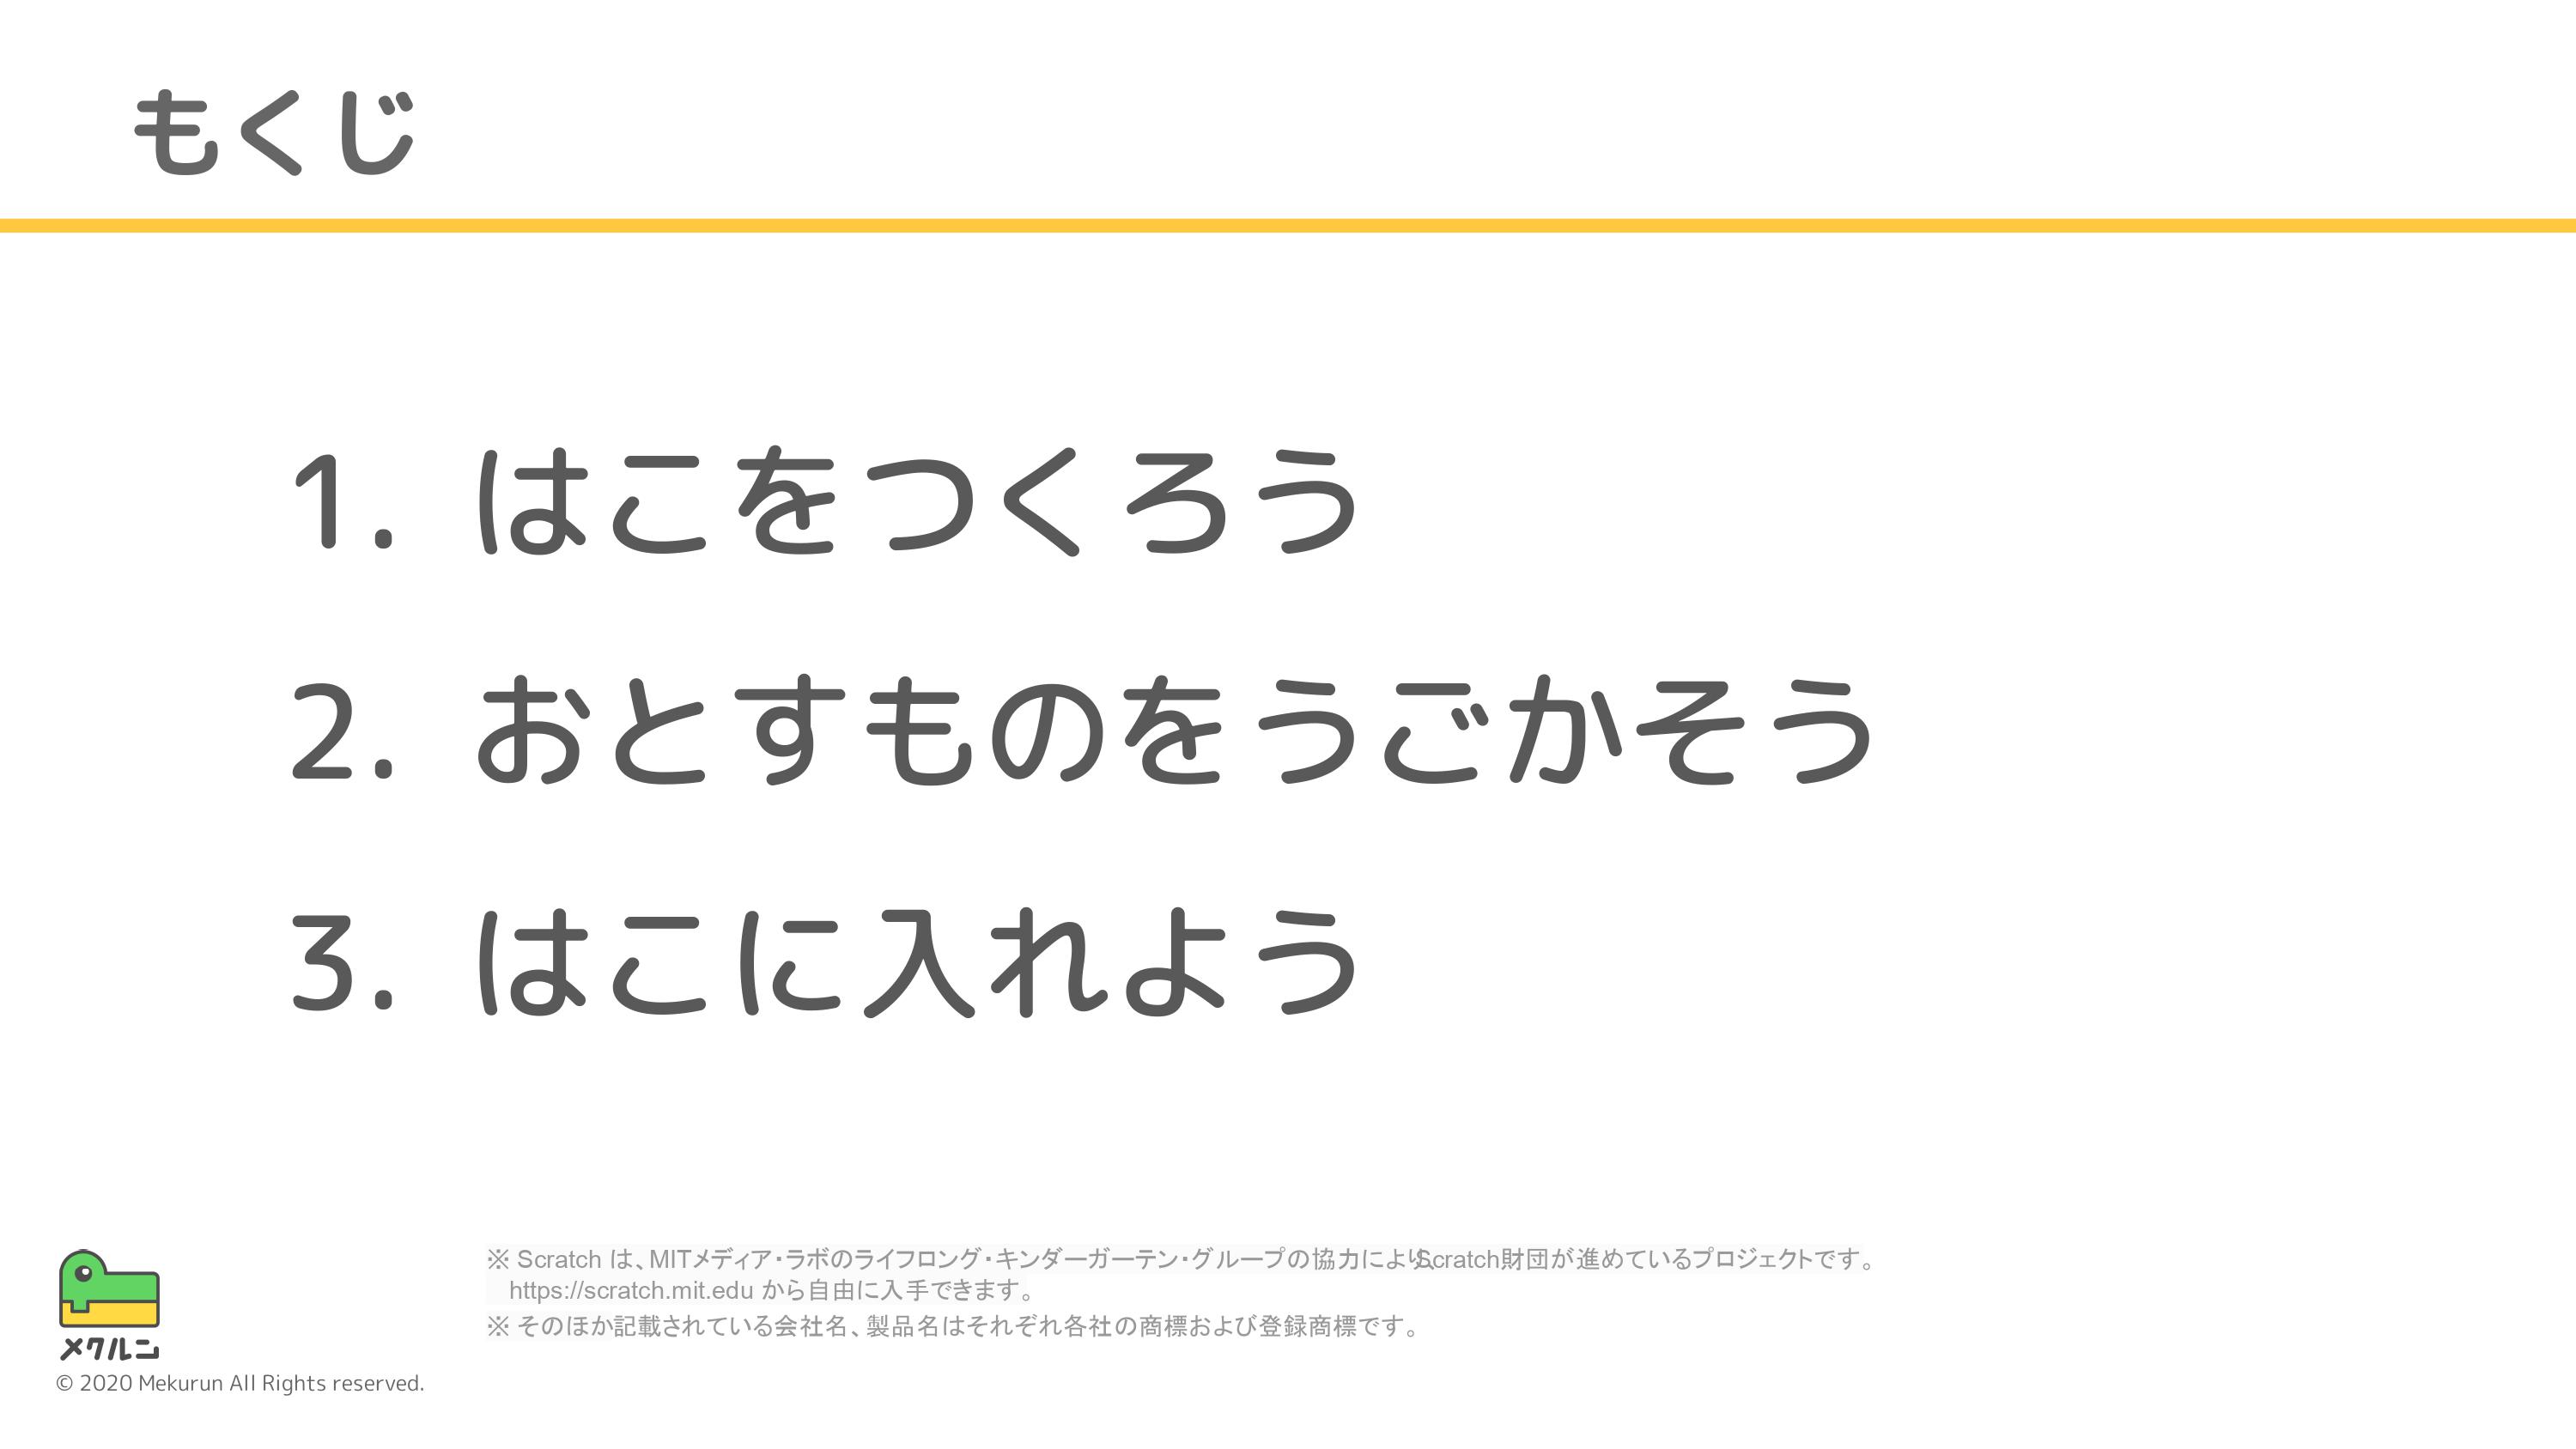 もくじ
1. はこをつくろう
2. おとすものをうごかそう
3. はこに入れよう
※ Scratch は、MITメディア・ラボのライフロング・キンダーガーテン・グループの協力により、Scratch財団が進めているプロジェクトです。
https://scratch.mit.edu から自由に入手できます。
※ そのほか記載されている会社名、製品名はそれぞれ各社の商標および登録商標です。
メクルン
© 2020 Mekurun All Rights reserved.